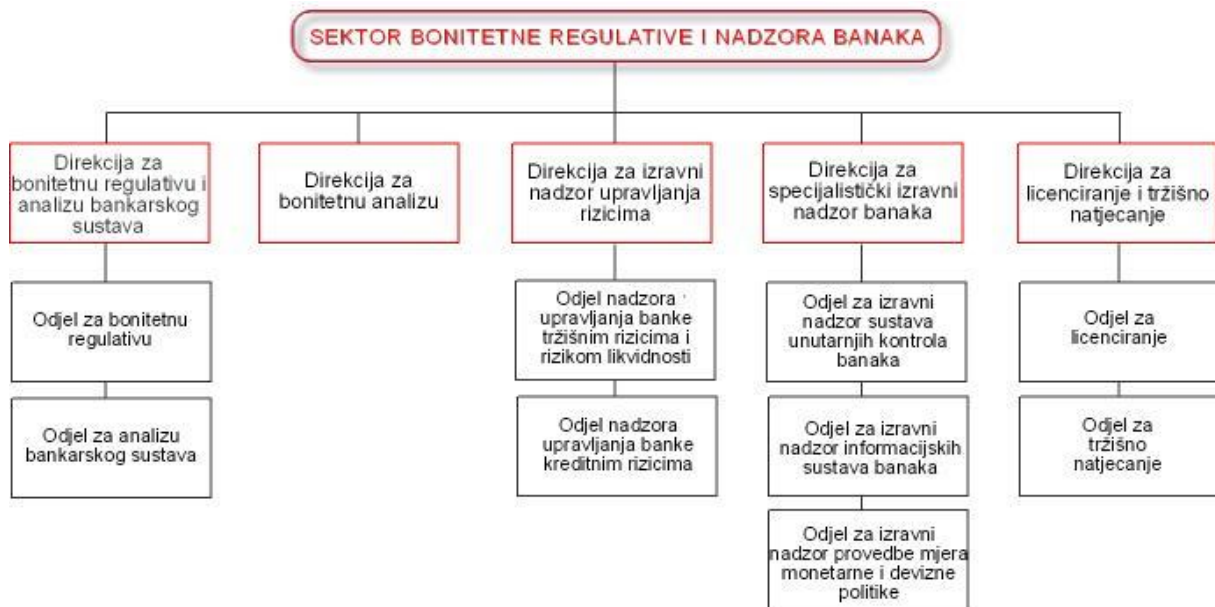 SEKTOR BONITETNE REGULATIVE I NADZORA BANAKA
Direkcija za
bonitetnu regulativu i
analizu bankarskog
sustava
Direkcija za
bonitetnu analizu
Direkcija za izravni
nadzor upravljanja
rizicima
Direkcija za
specijalistički izravni
nadzor banaka
Direkcija za
licenciranje i tržišno
natjecanje
Odjel za bonitetnu
regulativu
Odjel za analizu
bankarskog sustava
Odjel nadzora
upravljanja banke
tržišnim rizicima i
rizikom likvidnosti
Odjel nadzora
upravljanja banke
kreditnim rizicima
Odjel za izravni
nadzor sustava
unutarnjih kontrola
banaka
Odjel za izravni
nadzor informacijskih
sustava banaka
Odjel za izravni
nadzor provedbe mjera
monetarne i devizne
politike
Odjel za
licenciranje
Odjel za
tržišno
natjecanje